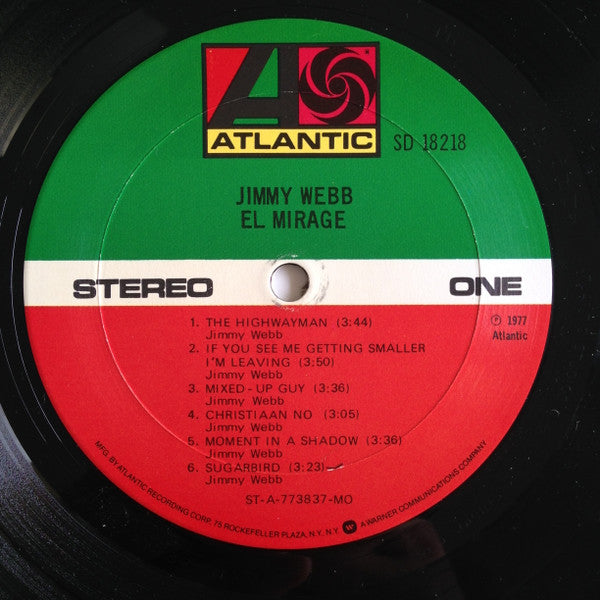 ATLANTIC
SD 18218
JIMMY WEBB
EL MIRAGE
STEREO
ONE
1. THE HIGHWAYMAN (3:44)
Jimmy Webb
2. IF YOU SEE ME GETTING SMALLER
I'M LEAVING (3:50)
Jimmy Webb
3. MIXED-UP GUY (3:36)
Jimmy Webb
4. CHRISTIAAN NO (3:05)
Jimmy Webb
5. MOMENT IN A SHADOW (3:36)
Jimmy Webb
6. SUGARBIRD (3:23)
Jimmy Webb
℗ 1977
Atlantic
ST-A-773837-MO
MFG. BY ATLANTIC RECORDING CORP. 75 ROCKEFELLER PLAZA, N.Y. N.Y. W A WARNER COMMUNICATIONS COMPANY